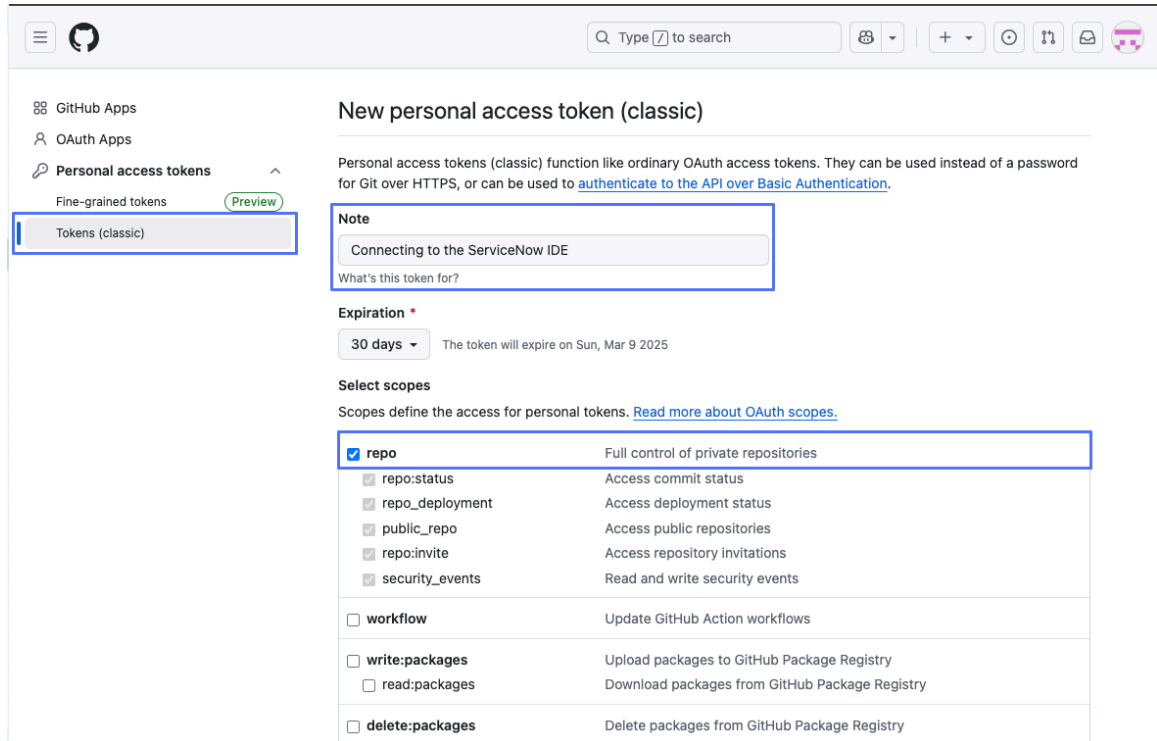 Type / to search
GitHub Apps
OAuth Apps
Personal access tokens
Fine-grained tokens Preview
Tokens (classic)
New personal access token (classic)
Personal access tokens (classic) function like ordinary OAuth access tokens. They can be used instead of a password
for Git over HTTPS, or can be used to authenticate to the API over Basic Authentication.
Note
Connecting to the ServiceNow IDE
What's this token for?
Expiration *
30 days The token will expire on Sun, Mar 9 2025
Select scopes
Scopes define the access for personal tokens. Read more about OAuth scopes.
repo Full control of private repositories
repo:status Access commit status
repo_deployment Access deployment status
public_repo Access public repositories
repo:invite Access repository invitations
security_events Read and write security events
workflow Update GitHub Action workflows
write:packages Upload packages to GitHub Package Registry
read:packages Download packages from GitHub Package Registry
delete:packages Delete packages from GitHub Package Registry